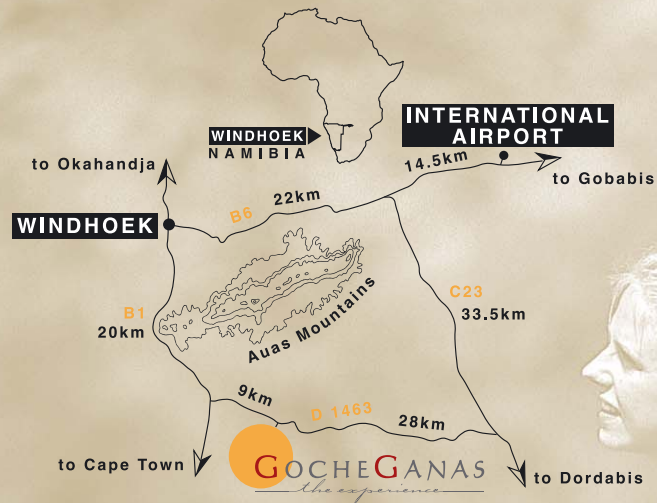 WINDHOEK
NAMIBIA
INTERNATIONAL
AIRPORT
14.5km
to Okahandja
to Gobabis
22km
B6
WINDHOEK
C23
33.5km
B1
20km
Auas Mountains
9km
D 1463
28km
to Cape Town
GOCHEGANAS
the experience
to Dordabis